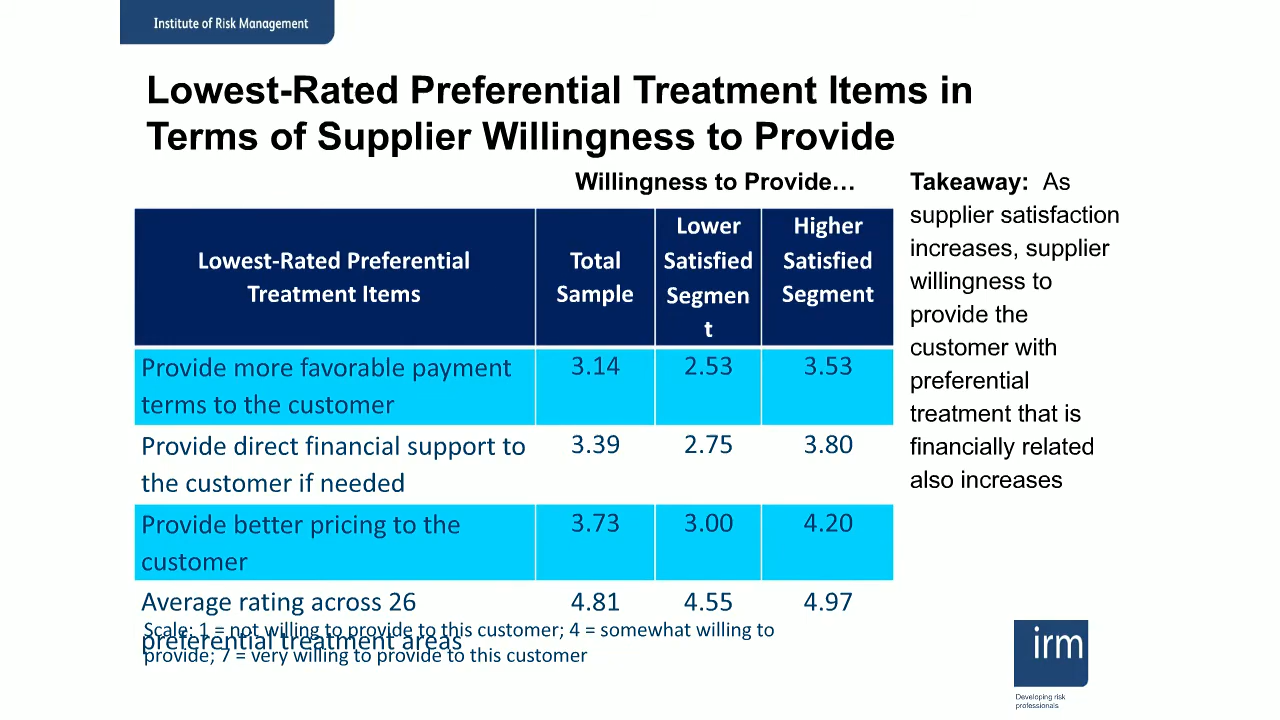 Institute of Risk Management
Lowest-Rated Preferential Treatment Items in
Terms of Supplier Willingness to Provide
Willingness to Provide…
Lowest-Rated Preferential
Treatment Items
Total
Sample
Lower
Satisfied
Segmen
t
Higher
Satisfied
Segment
Provide more favorable payment
terms to the customer
3.14
2.53
3.53
Provide direct financial support to
the customer if needed
3.39
2.75
3.80
Provide better pricing to the
customer
3.73
3.00
4.20
Average rating across 26
preferential treatment areas
4.81
4.55
4.97
Scale: 1 = not willing to provide to this customer; 4 = somewhat willing to
provide; 7 = very willing to provide to this customer
Takeaway: As
supplier satisfaction
increases, supplier
willingness to
provide the
customer with
preferential
treatment that is
financially related
also increases
irm
Developing risk
professionals